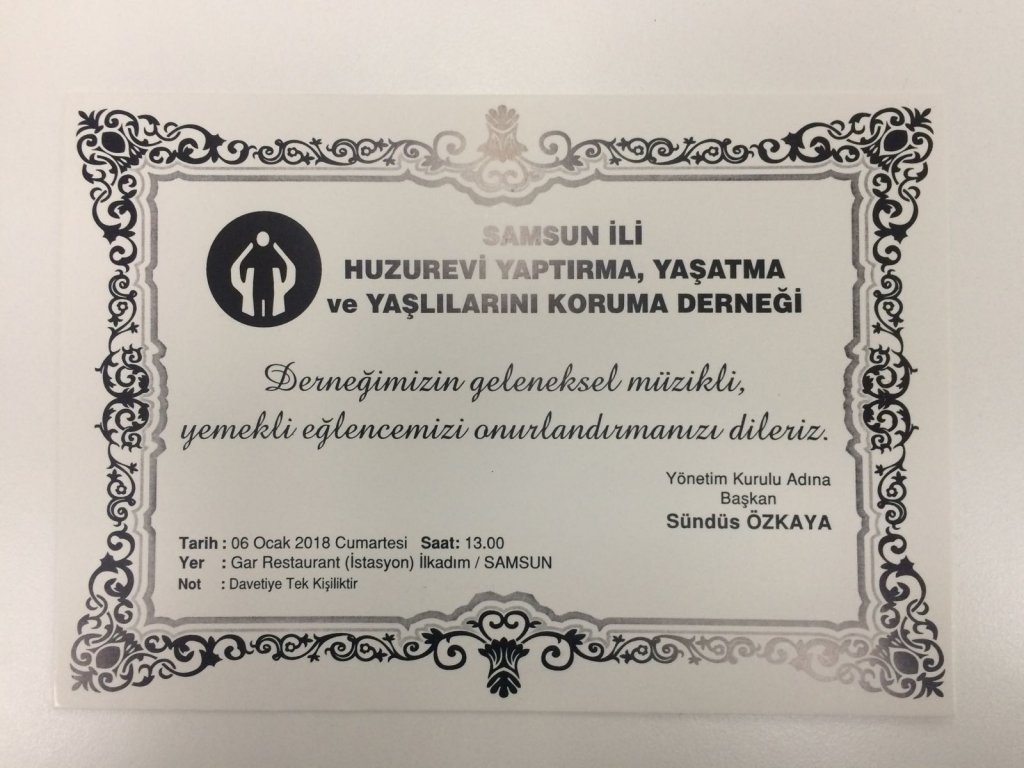 SAMSUN İLİ
HUZUREVİ YAPTIRMA, YAŞATMA
ve YAŞLILARINI KORUMA DERNEĞİ
Derneğimizin geleneksel müzikli,
yemekli eğlencemizi onurlandırmanızı dileriz.
Yönetim Kurulu Adına
Başkan
Sündüs ÖZKAYA
Tarih : 06 Ocak 2018 Cumartesi Saat: 13.00
Yer : Gar Restaurant (İstasyon) İlkadım / SAMSUN
Not : Davetiye Tek Kişiliktir